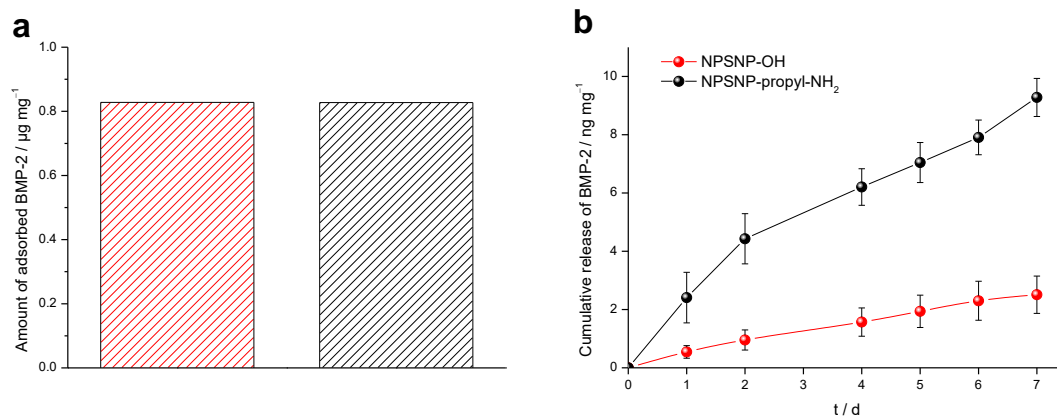 a
Amount of adsorbed BMP-2 / µg mg⁻¹
1.0
0.8
0.6
0.4
0.2
0.0
b
Cumulative release of BMP-2 / ng mg⁻¹
NPSNP-OH
NPSNP-propyl-NH₂
10
8
6
4
2
0
0 1 2 3 4 5 6 7
t / d